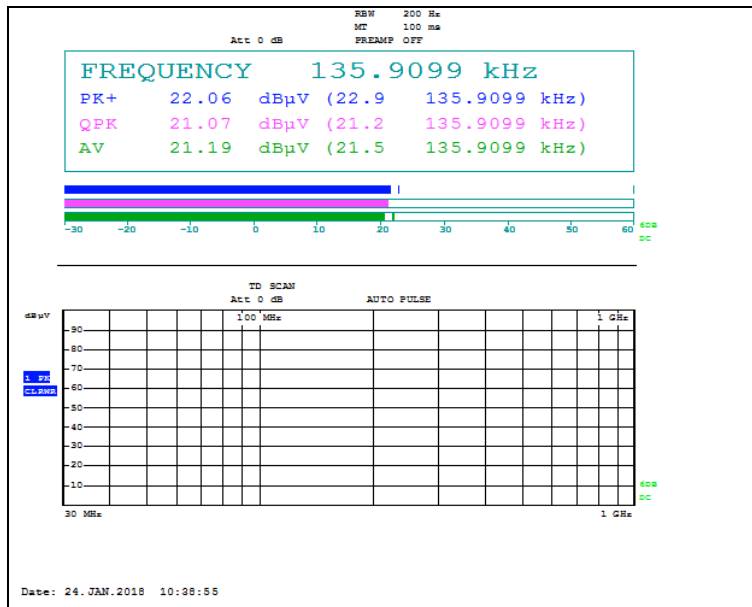 RBW 200 Hz
MT 100 ms
Att 0 dB PREAMP OFF
FREQUENCY 135.9099 kHz
PK+ 22.06 dBµV (22.9 135.9099 kHz)
QPK 21.07 dBµV (21.2 135.9099 kHz)
AV 21.19 dBµV (21.5 135.9099 kHz)
-30 -20 -10 0 10 20 30 40 50 60
6DB
DC
TD SCAN
Att 0 dB AUTO PULSE
dBµV
100 MHz 1 GHz
90
80
70
1 PK
CLRWR
60
50
40
30
20
10
6DB
DC
30 MHz 1 GHz
Date: 24.JAN.2018 10:38:55